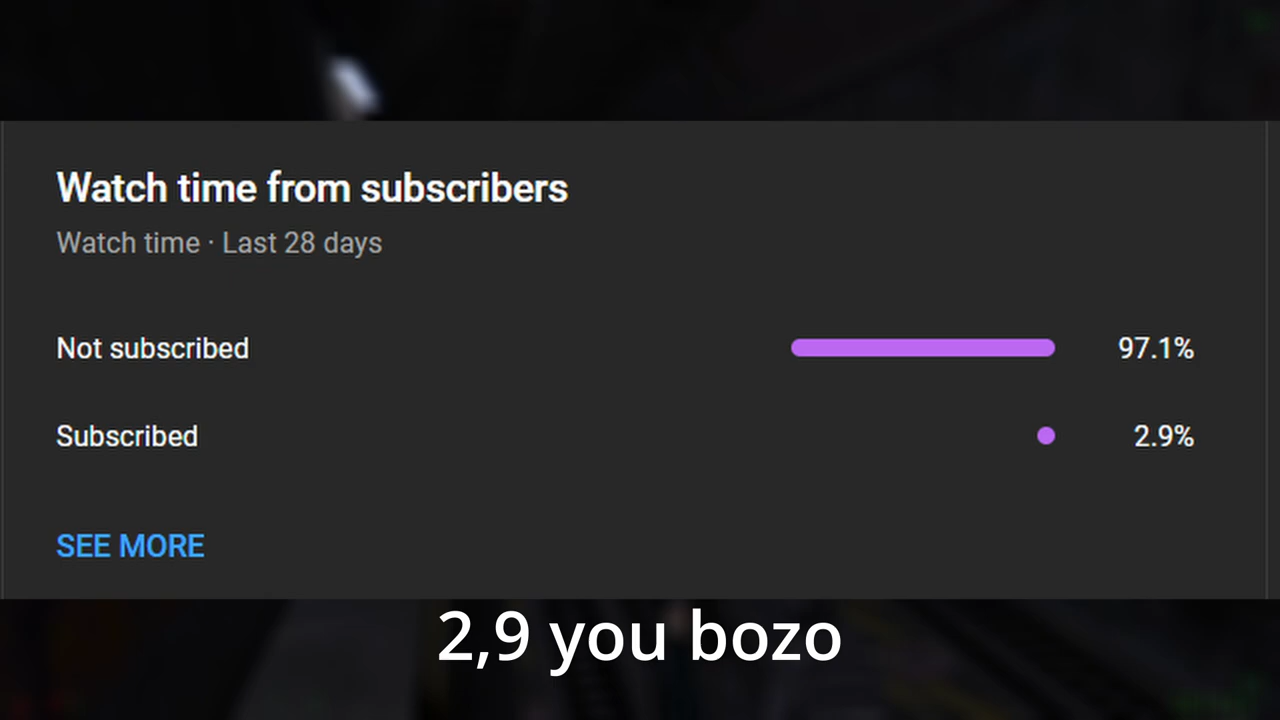 Watch time from subscribers
Watch time · Last 28 days
Not subscribed 97.1%
Subscribed 2.9%
SEE MORE
2,9 you bozo